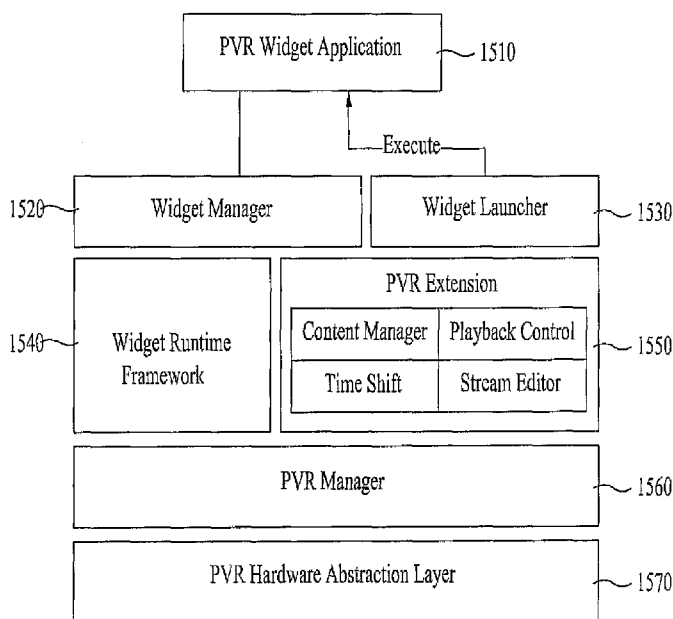 PVR Widget Application
1510
Execute
1520
Widget Manager
Widget Launcher
1530
PVR Extension
1540
Widget Runtime
Framework
Content Manager
Playback Control
1550
Time Shift
Stream Editor
PVR Manager
1560
PVR Hardware Abstraction Layer
1570